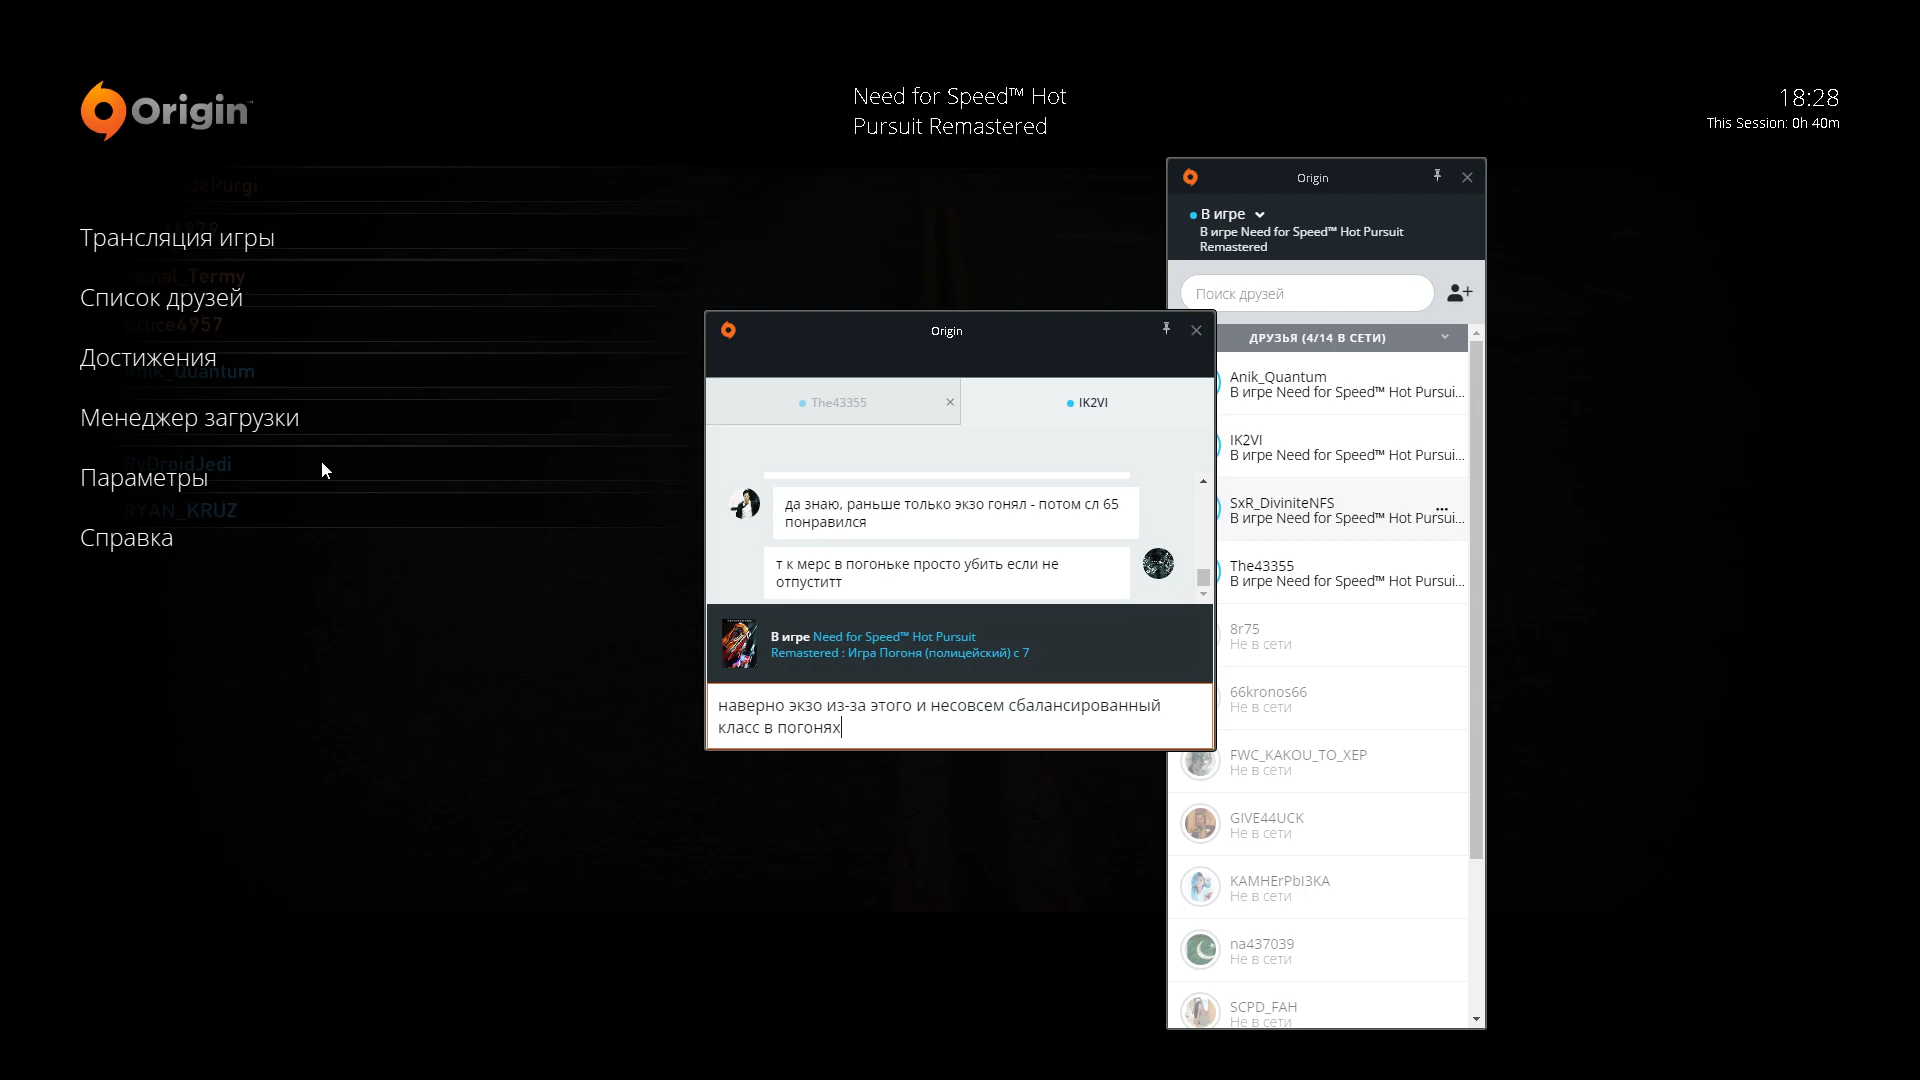 Origin
Need for Speed™ Hot
Pursuit Remastered
18:28
This Session: 0h 40m
dePurgi
Трансляция игры
Jamal_Termy
Список друзей
Bruce4957
Достижения
Anik_Quantum
Менеджер загрузки
DroidJedi
Параметры
RYAN_KRUZ
Справка
Origin
The43355
IK2VI
да знаю, раньше только экзо гонял - потом сл 65
понравился
т к мерс в погоньке просто убить если не
отпуститт
В игре Need for Speed™ Hot Pursuit
Remastered : Игра Погоня (полицейский) с 7
наверно экзо из-за этого и несовсем сбалансированный
класс в погонях
Origin
В игре
В игре Need for Speed™ Hot Pursuit
Remastered
Поиск друзей
ДРУЗЬЯ (4/14 В СЕТИ)
Anik_Quantum
В игре Need for Speed™ Hot Pursui...
IK2VI
В игре Need for Speed™ Hot Pursui...
SxR_DiviniteNFS
В игре Need for Speed™ Hot Pursui...
The43355
В игре Need for Speed™ Hot Pursui...
8r75
Не в сети
66kronos66
Не в сети
FWC_KAKOU_TO_XEP
Не в сети
GIVE44UCK
Не в сети
KAMHErPbI3KA
Не в сети
na437039
Не в сети
SCPD_FAH
Не в сети